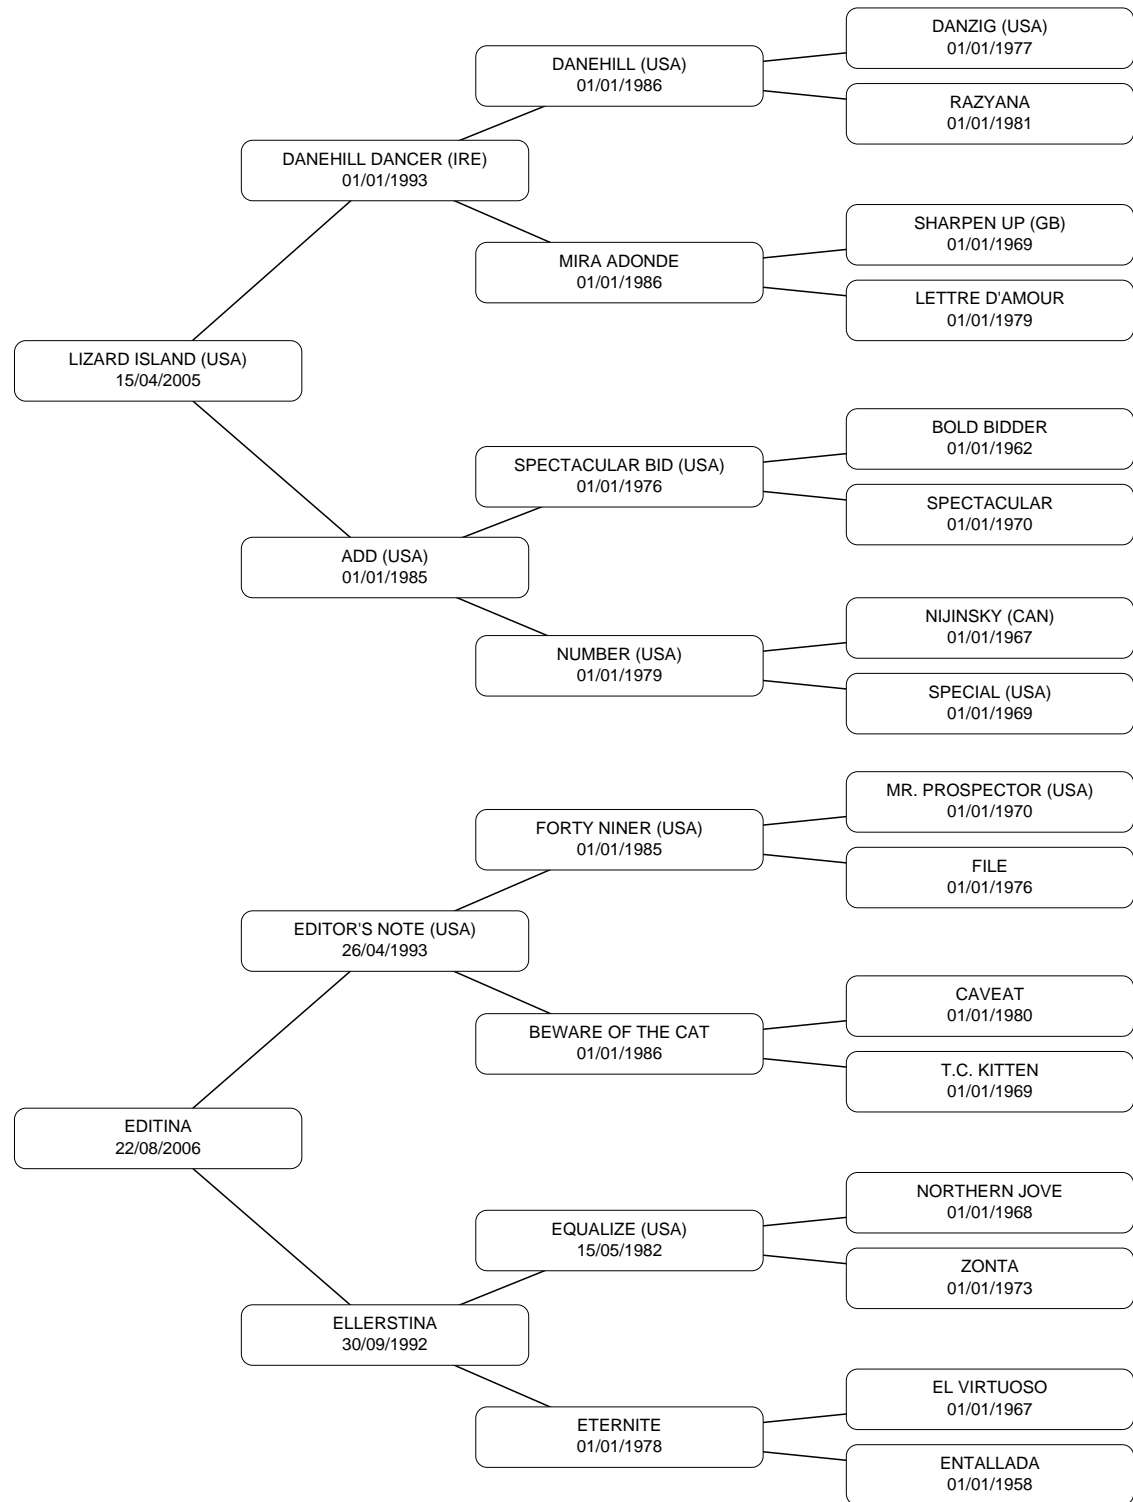 DANZIG (USA)
01/01/1977
DANEHILL (USA)
01/01/1986
RAZYANA
01/01/1981
DANEHILL DANCER (IRE)
01/01/1993
SHARPEN UP (GB)
01/01/1969
MIRA ADONDE
01/01/1986
LETTRE D'AMOUR
01/01/1979
LIZARD ISLAND (USA)
15/04/2005
BOLD BIDDER
01/01/1962
SPECTACULAR BID (USA)
01/01/1976
SPECTACULAR
01/01/1970
ADD (USA)
01/01/1985
NIJINSKY (CAN)
01/01/1967
NUMBER (USA)
01/01/1979
SPECIAL (USA)
01/01/1969
MR. PROSPECTOR (USA)
01/01/1970
FORTY NINER (USA)
01/01/1985
FILE
01/01/1976
EDITOR'S NOTE (USA)
26/04/1993
CAVEAT
01/01/1980
BEWARE OF THE CAT
01/01/1986
T.C. KITTEN
01/01/1969
EDITINA
22/08/2006
NORTHERN JOVE
01/01/1968
EQUALIZE (USA)
15/05/1982
ZONTA
01/01/1973
ELLERSTINA
30/09/1992
EL VIRTUOSO
01/01/1967
ETERNITE
01/01/1978
ENTALLADA
01/01/1958